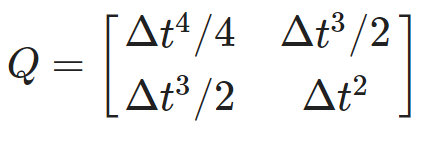 Q = [ Δt⁴/4 Δt³/2
Δt³/2 Δt² ]